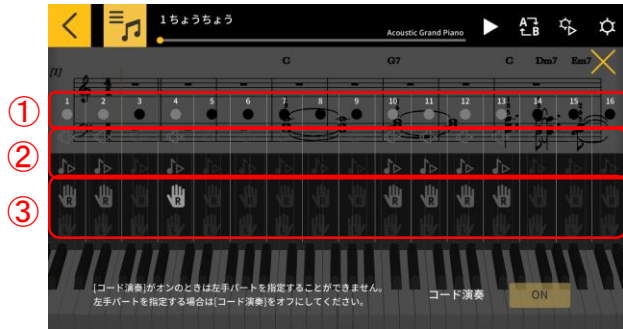 1 ちょうちょう
Acoustic Grand Piano
A B
C G7 C Dm7 Em7
[1]
① 1 2 3 4 5 6 7 8 9 10 11 12 13 14 15 16
②
③ R R R R R R R R
[コード演奏]がオンのときは左手パートを指定することができません。
左手パートを指定する場合は[コード演奏]をオフにしてください。
コード演奏 ON